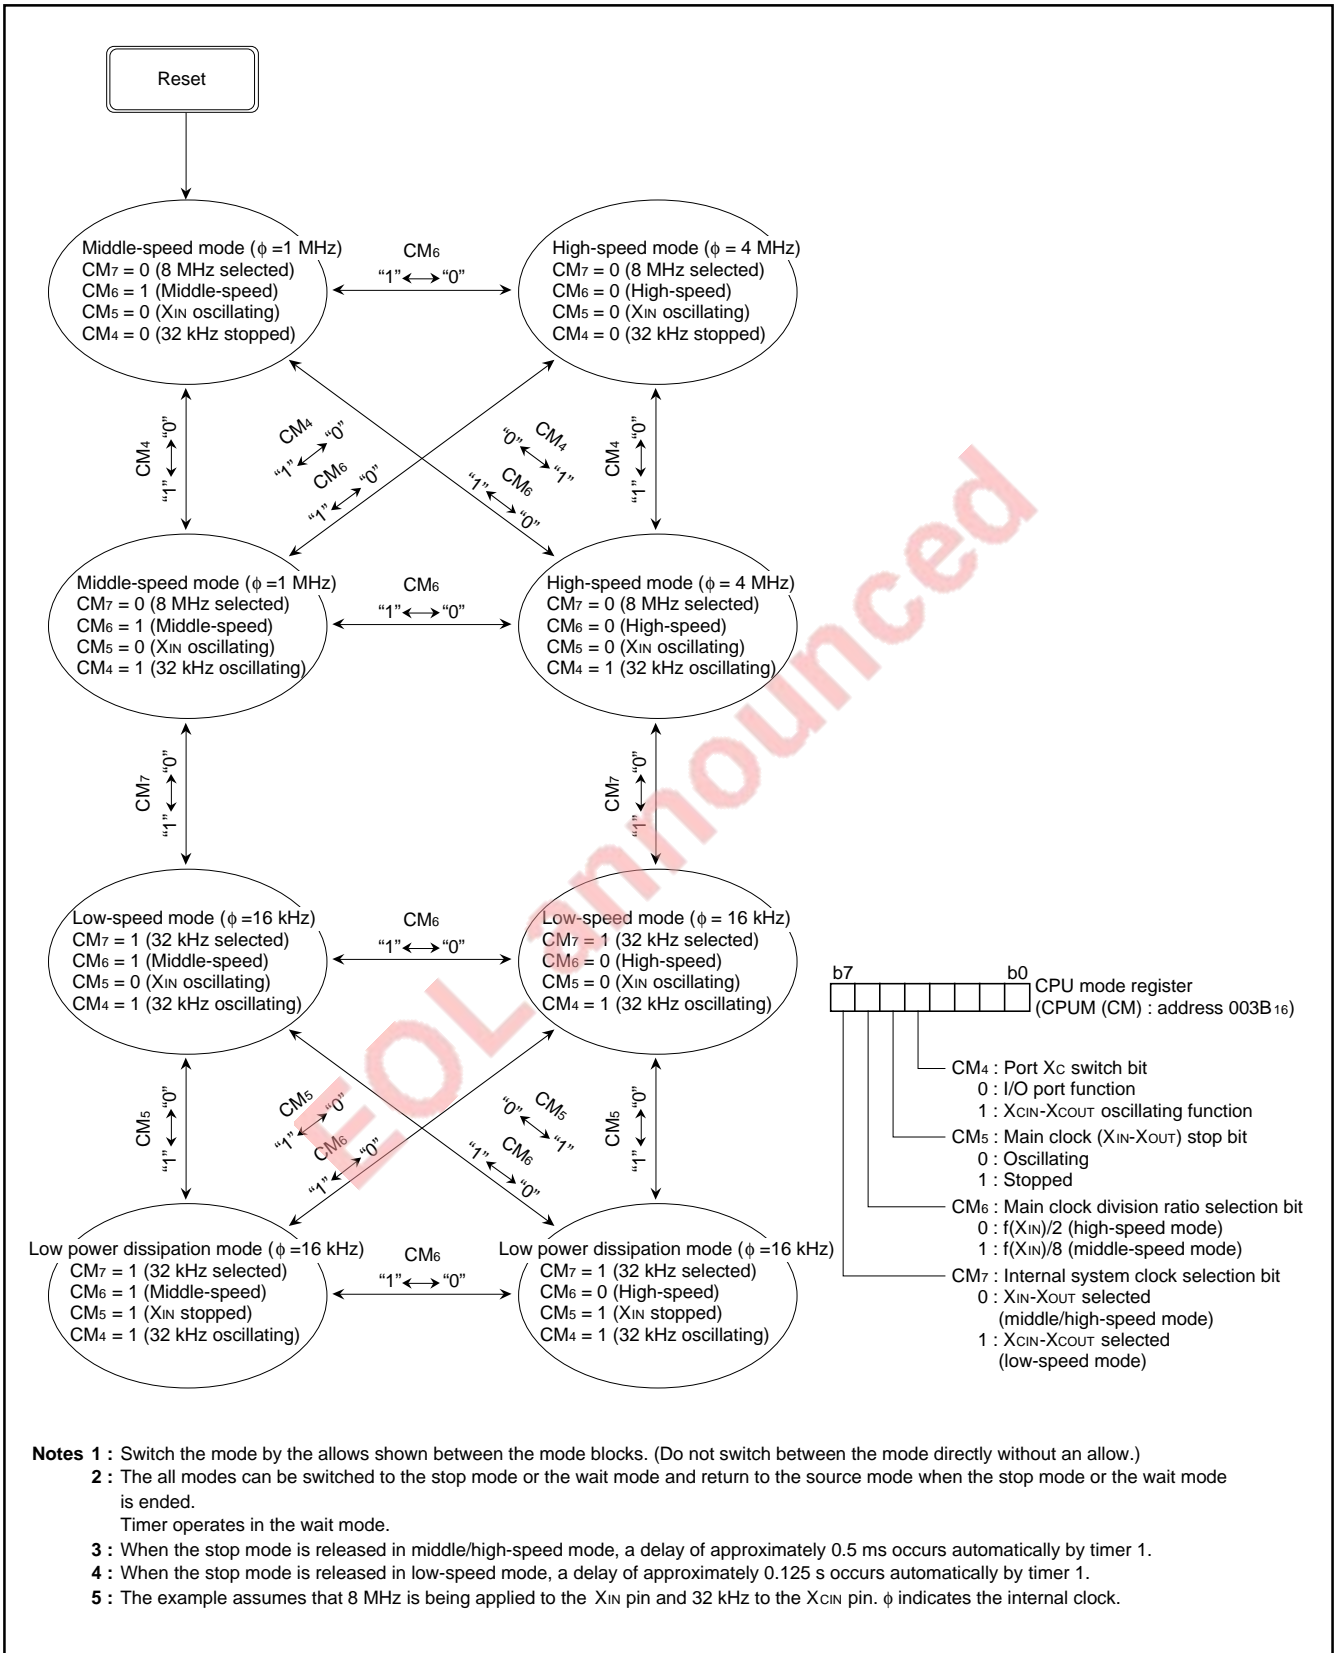 Reset
Middle-speed mode (φ =1 MHz)
CM7 = 0 (8 MHz selected)
CM6 = 1 (Middle-speed)
CM5 = 0 (XIN oscillating)
CM4 = 0 (32 kHz stopped)
CM6
“1”↔“0”
High-speed mode (φ = 4 MHz)
CM7 = 0 (8 MHz selected)
CM6 = 0 (High-speed)
CM5 = 0 (XIN oscillating)
CM4 = 0 (32 kHz stopped)
CM4
“1”↔“0”
CM4
“1”↔“0”
CM6
“1”↔“0”
CM4
“0”↔“1”
CM6
“1”↔“0”
CM4
“1”↔“0”
Middle-speed mode (φ =1 MHz)
CM7 = 0 (8 MHz selected)
CM6 = 1 (Middle-speed)
CM5 = 0 (XIN oscillating)
CM4 = 1 (32 kHz oscillating)
CM6
“1”↔“0”
High-speed mode (φ = 4 MHz)
CM7 = 0 (8 MHz selected)
CM6 = 0 (High-speed)
CM5 = 0 (XIN oscillating)
CM4 = 1 (32 kHz oscillating)
CM7
“1”↔“0”
CM7
“1”↔“0”
Low-speed mode (φ =16 kHz)
CM7 = 1 (32 kHz selected)
CM6 = 1 (Middle-speed)
CM5 = 0 (XIN oscillating)
CM4 = 1 (32 kHz oscillating)
CM6
“1”↔“0”
Low-speed mode (φ = 16 kHz)
CM7 = 1 (32 kHz selected)
CM6 = 0 (High-speed)
CM5 = 0 (XIN oscillating)
CM4 = 1 (32 kHz oscillating)
CM5
“1”↔“0”
CM5
“1”↔“0”
CM6
“1”↔“0”
CM5
“0”↔“1”
CM6
“1”↔“0”
CM5
“1”↔“0”
Low power dissipation mode (φ =16 kHz)
CM7 = 1 (32 kHz selected)
CM6 = 1 (Middle-speed)
CM5 = 1 (XIN stopped)
CM4 = 1 (32 kHz oscillating)
CM6
“1”↔“0”
Low power dissipation mode (φ =16 kHz)
CM7 = 1 (32 kHz selected)
CM6 = 0 (High-speed)
CM5 = 1 (XIN stopped)
CM4 = 1 (32 kHz oscillating)
b7 b0
CPU mode register
(CPUM (CM) : address 003B16)
CM4 : Port XC switch bit
0 : I/O port function
1 : XCIN-XCOUT oscillating function
CM5 : Main clock (XIN-XOUT) stop bit
0 : Oscillating
1 : Stopped
CM6 : Main clock division ratio selection bit
0 : f(XIN)/2 (high-speed mode)
1 : f(XIN)/8 (middle-speed mode)
CM7 : Internal system clock selection bit
0 : XIN-XOUT selected
(middle/high-speed mode)
1 : XCIN-XCOUT selected
(low-speed mode)
EOL announced
Notes 1 : Switch the mode by the allows shown between the mode blocks. (Do not switch between the mode directly without an allow.)
2 : The all modes can be switched to the stop mode or the wait mode and return to the source mode when the stop mode or the wait mode
is ended.
Timer operates in the wait mode.
3 : When the stop mode is released in middle/high-speed mode, a delay of approximately 0.5 ms occurs automatically by timer 1.
4 : When the stop mode is released in low-speed mode, a delay of approximately 0.125 s occurs automatically by timer 1.
5 : The example assumes that 8 MHz is being applied to the XIN pin and 32 kHz to the XCIN pin. φ indicates the internal clock.